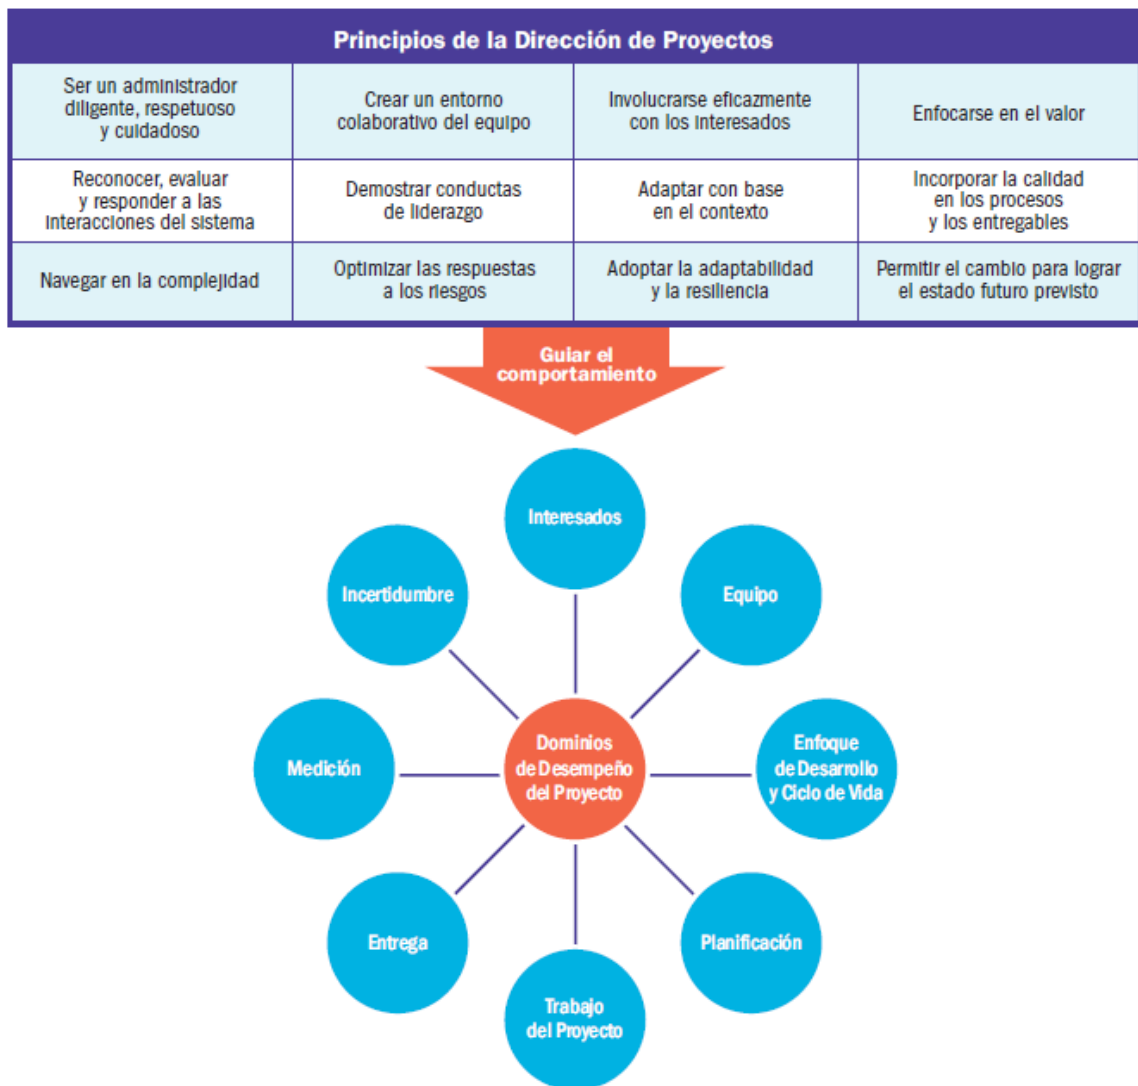 Principios de la Dirección de Proyectos
Ser un administrador
diligente, respetuoso
y cuidadoso
Crear un entorno
colaborativo del equipo
Involucrarse eficazmente
con los interesados
Enfocarse en el valor
Reconocer, evaluar
y responder a las
interacciones del sistema
Demostrar conductas
de liderazgo
Adaptar con base
en el contexto
Incorporar la calidad
en los procesos
y los entregables
Navegar en la complejidad
Optimizar las respuestas
a los riesgos
Adoptar la adaptabilidad
y la resiliencia
Permitir el cambio para lograr
el estado futuro previsto
Guiar el
comportamiento
Interesados
Incertidumbre
Equipo
Medición
Dominios
de Desempeño
del Proyecto
Enfoque
de Desarrollo
y Ciclo de Vida
Entrega
Planificación
Trabajo
del Proyecto